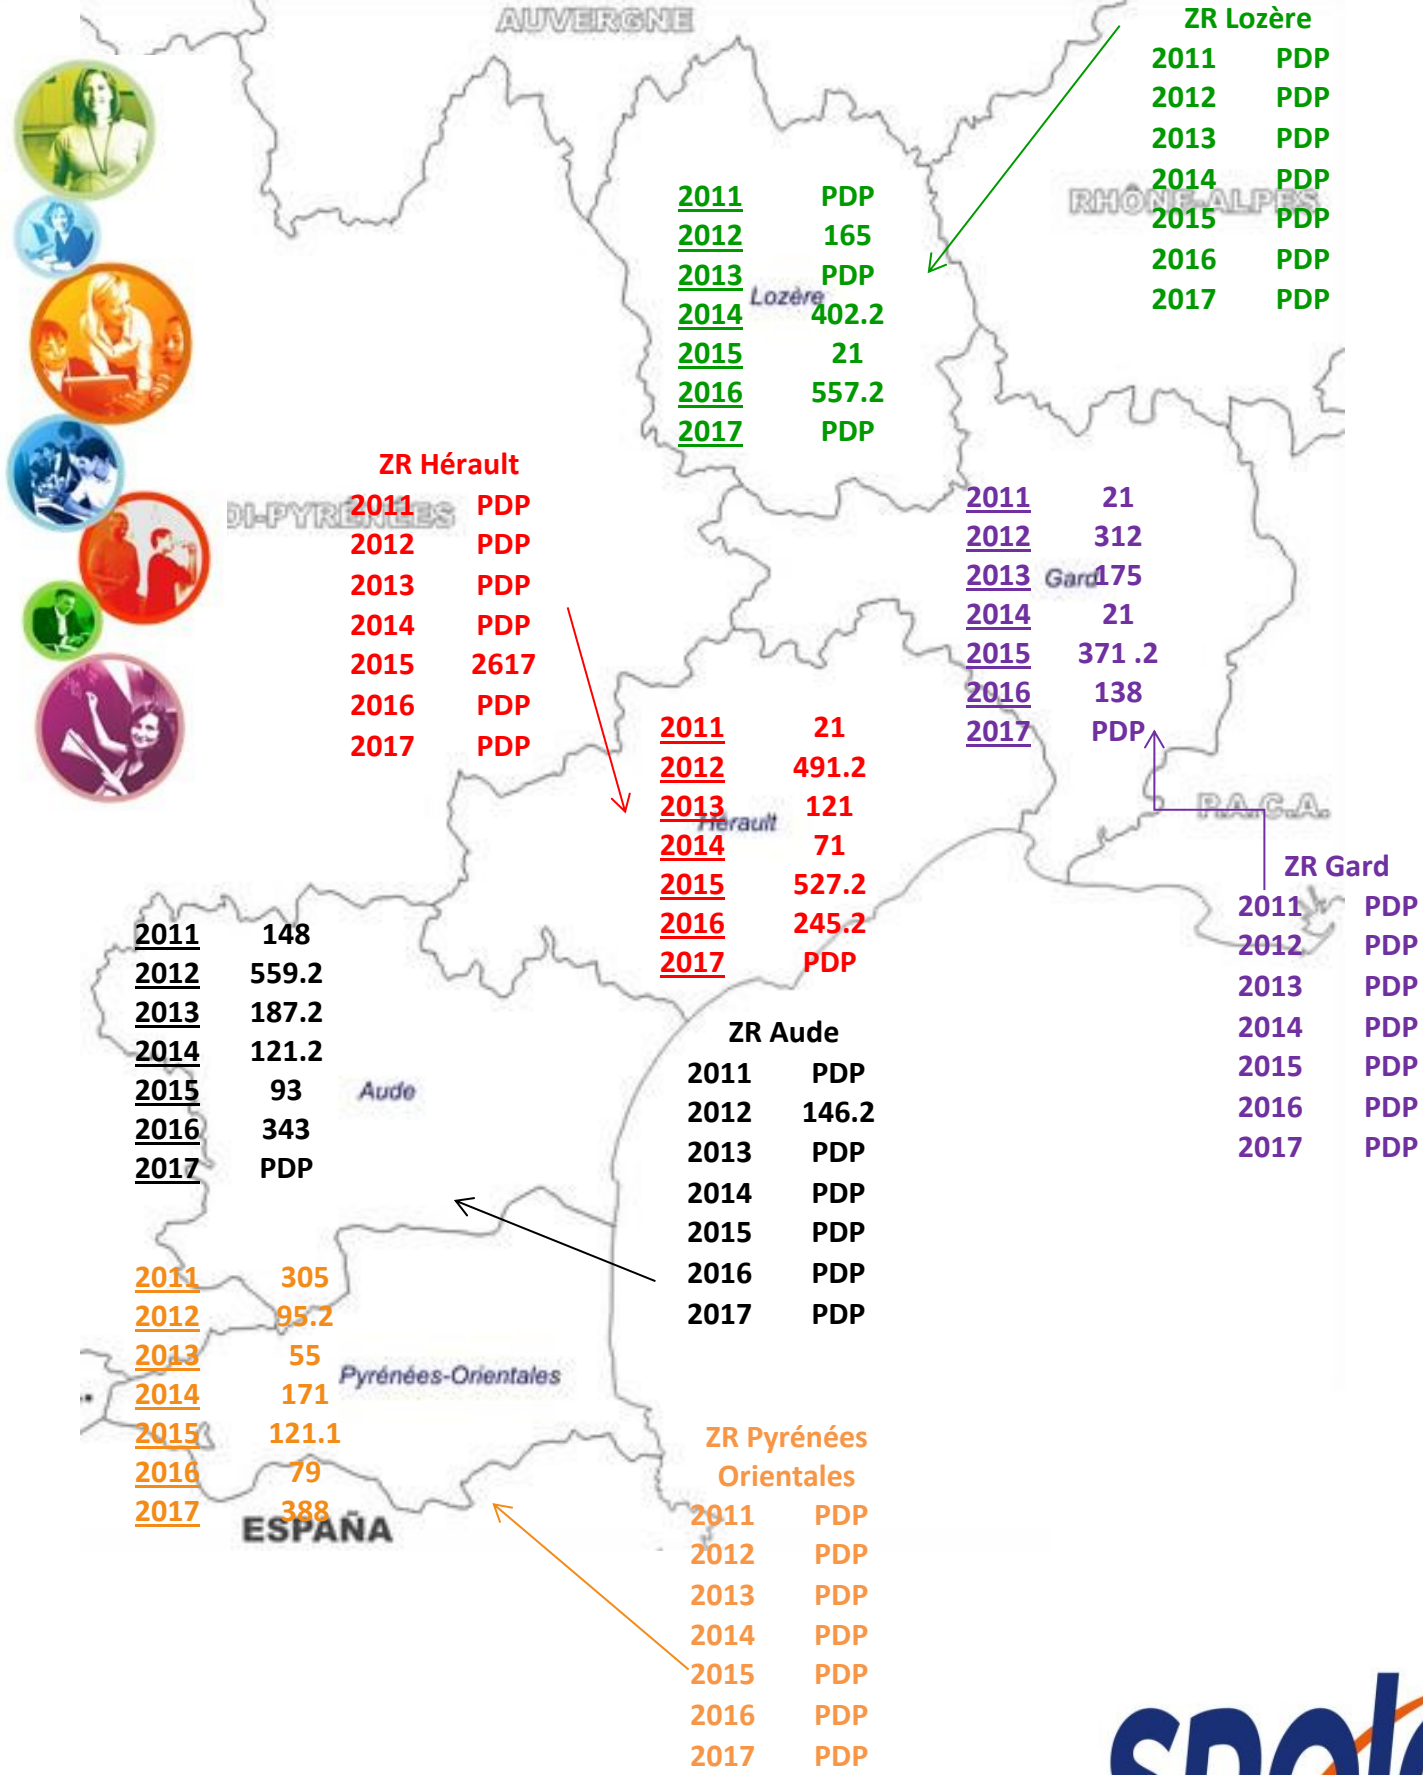 AUVERGNE
ZR Lozère
2011 PDP
2012 PDP
2013 PDP
2014 PDP
RHÔNE-ALPES
2015 PDP
2016 PDP
2017 PDP
2011 PDP
2012 165
2013 PDP
Lozère
2014 402.2
2015 21
2016 557.2
2017 PDP
ZR Hérault
2011 PDP
DI-PYRÉNÉES
2012 PDP
2013 PDP
2014 PDP
2015 2617
2016 PDP
2017 PDP
2011 21
2012 312
2013 175
Gard
2014 21
2015 371 .2
2016 138
2017 PDP
2011 21
2012 491.2
2013 121
Hérault
2014 71
2015 527.2
2016 245.2
2017 PDP
P.A.C.A.
ZR Gard
2011 PDP
2012 PDP
2013 PDP
2014 PDP
2015 PDP
2016 PDP
2017 PDP
2011 148
2012 559.2
2013 187.2
2014 121.2
2015 93
Aude
2016 343
2017 PDP
ZR Aude
2011 PDP
2012 146.2
2013 PDP
2014 PDP
2015 PDP
2016 PDP
2017 PDP
2011 305
2012 95.2
2013 55
Pyrénées-Orientales
2014 171
2015 121.1
2016 79
2017 388
ESPAÑA
ZR Pyrénées
Orientales
2011 PDP
2012 PDP
2013 PDP
2014 PDP
2015 PDP
2016 PDP
2017 PDP